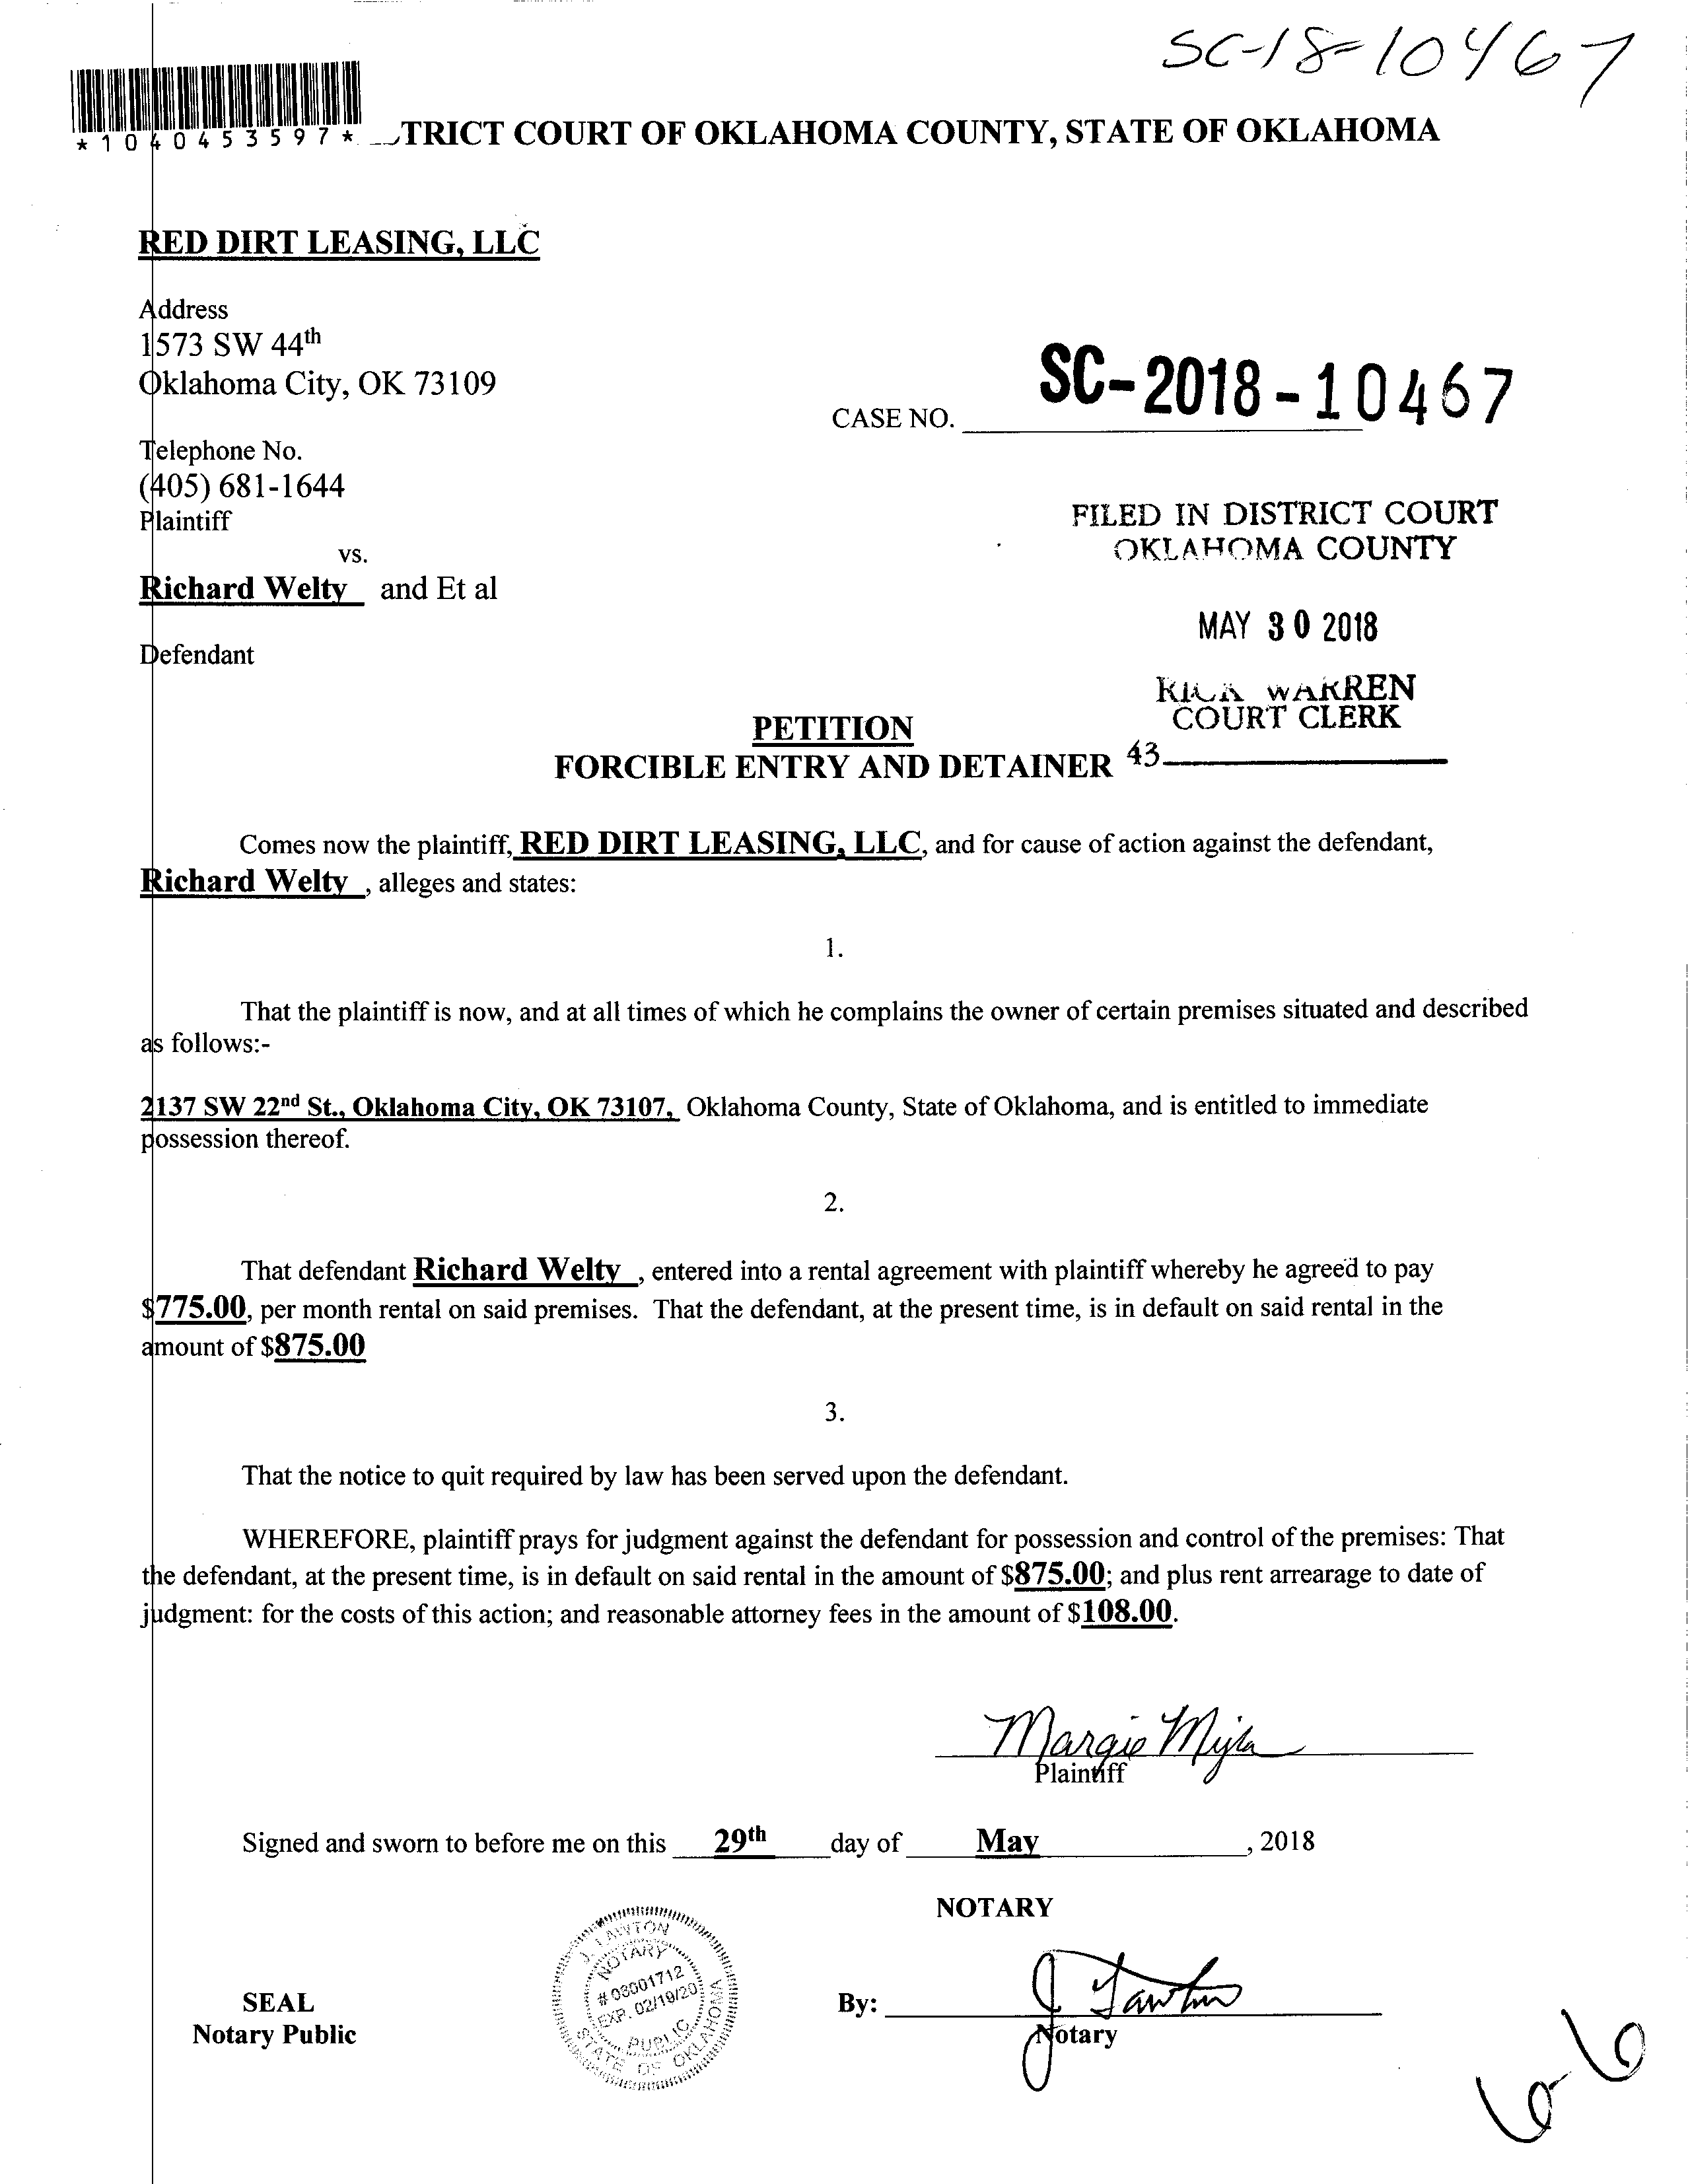 SC-18-10467
*1040453597*
TRICT COURT OF OKLAHOMA COUNTY, STATE OF OKLAHOMA
RED DIRT LEASING, LLC
Address
1573 SW 44th
Oklahoma City, OK 73109
CASE NO. SC-2018-10467
Telephone No.
(405) 681-1644
Plaintiff
FILED IN DISTRICT COURT
OKLAHOMA COUNTY
vs.
Richard Welty and Et al
MAY 30 2018
Defendant
RICK WARREN
COURT CLERK
PETITION
FORCIBLE ENTRY AND DETAINER
43
Comes now the plaintiff, RED DIRT LEASING, LLC, and for cause of action against the defendant,
Richard Welty , alleges and states:
1.
That the plaintiff is now, and at all times of which he complains the owner of certain premises situated and described
as follows:-
2137 SW 22nd St., Oklahoma City, OK 73107, Oklahoma County, State of Oklahoma, and is entitled to immediate
possession thereof.
2.
That defendant Richard Welty , entered into a rental agreement with plaintiff whereby he agreed to pay
$775.00, per month rental on said premises. That the defendant, at the present time, is in default on said rental in the
amount of $875.00
3.
That the notice to quit required by law has been served upon the defendant.
WHEREFORE, plaintiff prays for judgment against the defendant for possession and control of the premises: That
the defendant, at the present time, is in default on said rental in the amount of $875.00; and plus rent arrearage to date of
judgment: for the costs of this action; and reasonable attorney fees in the amount of $108.00.
Margie
Plaintiff
Signed and sworn to before me on this 29th day of May , 2018
NOTARY
J. LAWTON
NOTARY
# 03001712
EXP. 02/19/20
PUBLIC
STATE OF OKLAHOMA
SEAL
Notary Public
By: J Lawton
Notary
6-6